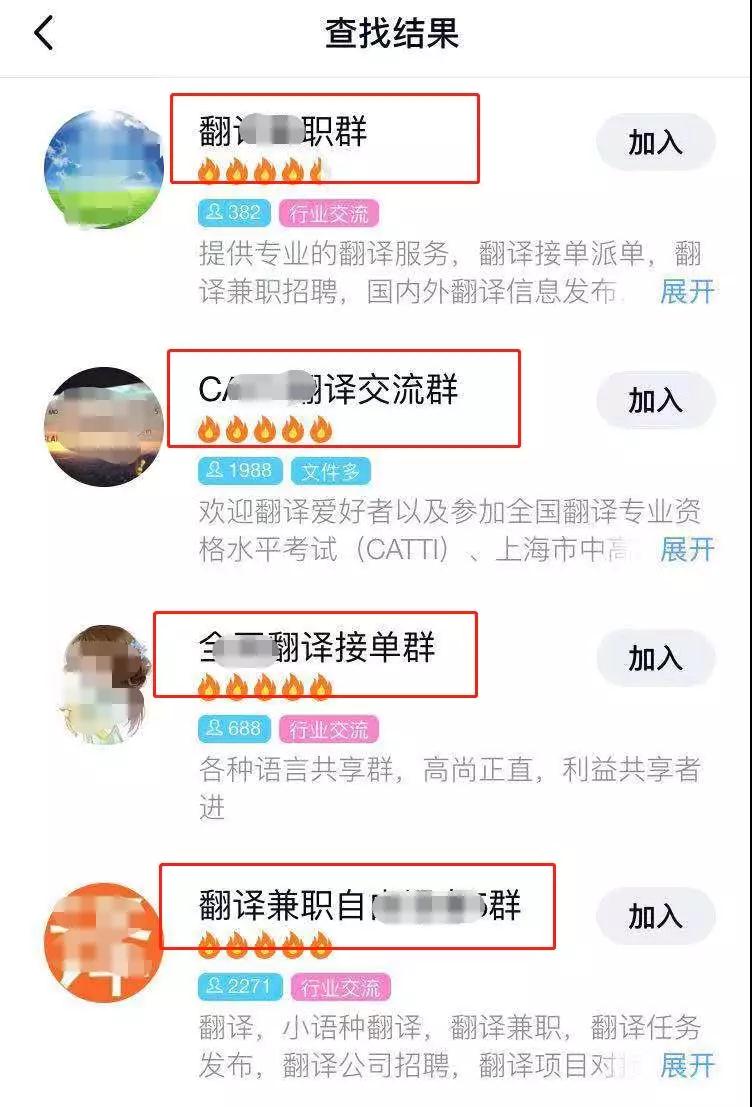 查找结果
翻 职群
加入
382 行业交流
提供专业的翻译服务，翻译接单派单，翻
译兼职招聘，国内外翻译信息发布 展开
C 翻译交流群
加入
1988 文件多
欢迎翻译爱好者以及参加全国翻译专业资
格水平考试（CATTI）、上海市中高 展开
全 翻译接单群
加入
688 行业交流
各种语言共享群，高尚正直，利益共享者
进
翻译兼职自 群
加入
2271 行业交流
翻译，小语种翻译，翻译兼职，翻译任务
发布，翻译公司招聘，翻译项目对 展开